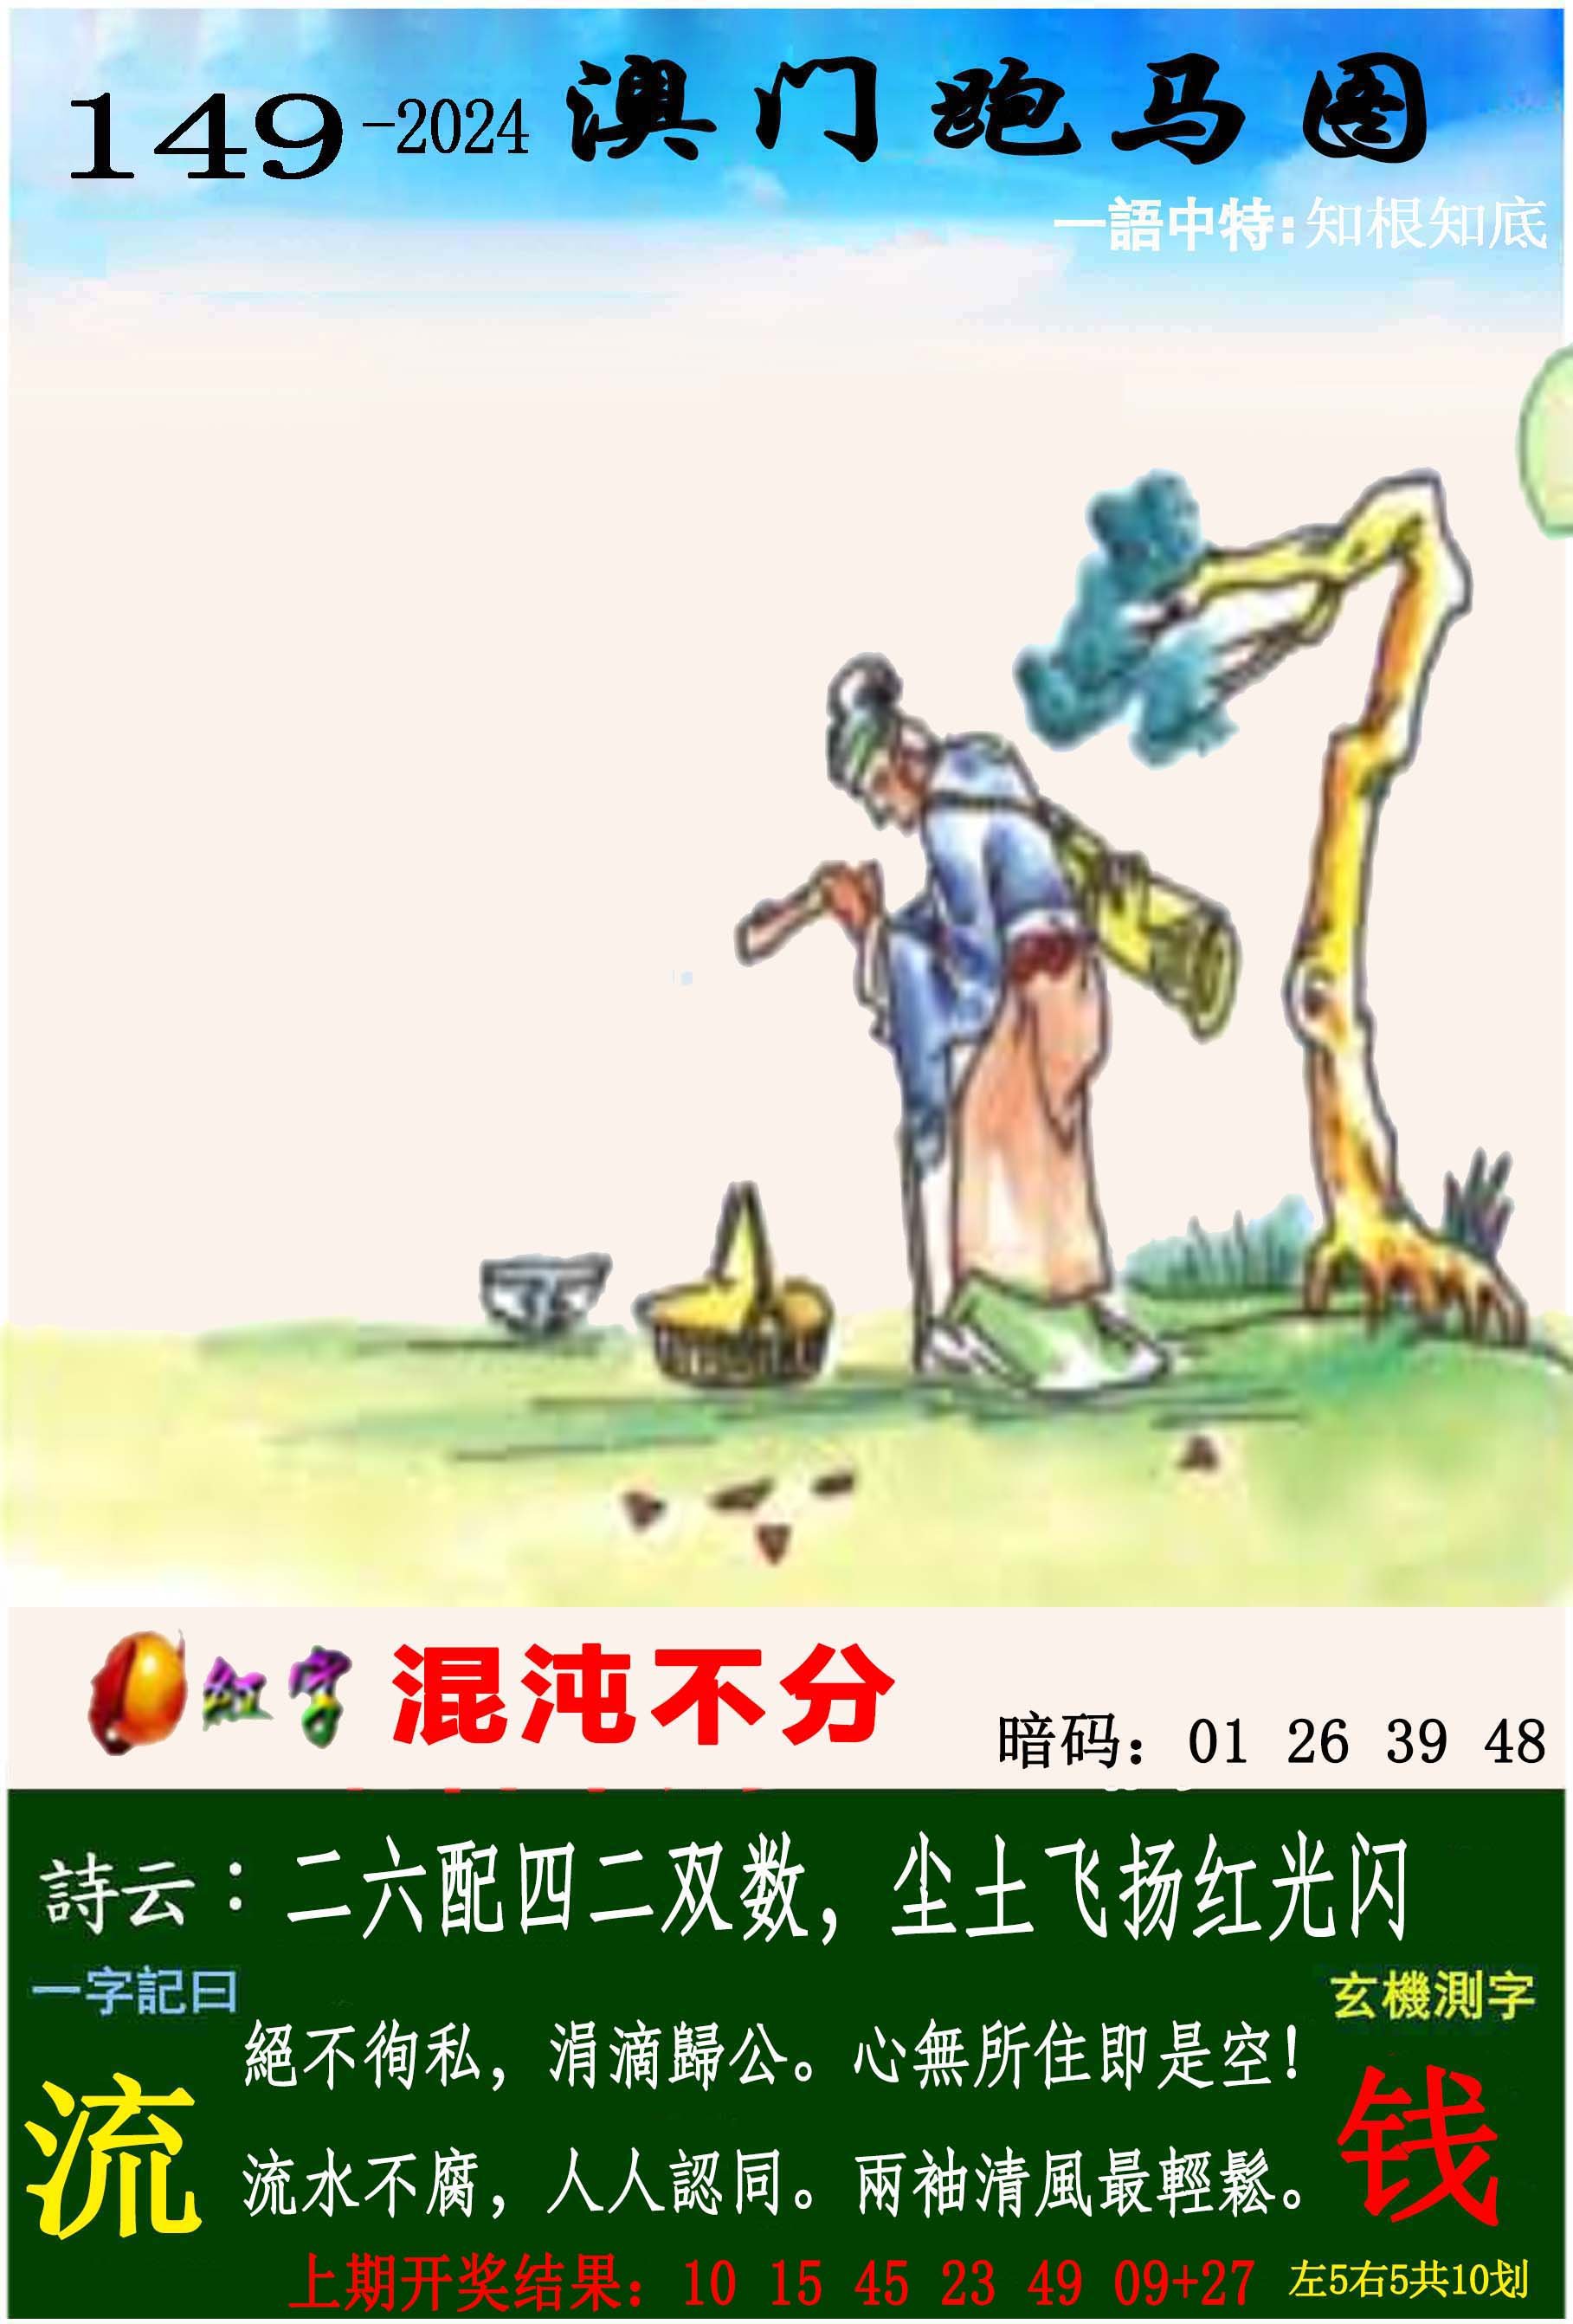 149-2024 澳门跑马图
一語中特:知根知底
红字 混沌不分
暗码：01 26 39 48
詩云：二六配四二双数，尘土飞扬红光闪
一字記曰
玄機測字
絕不徇私，涓滴歸公。心無所住即是空！
流
钱
流水不腐，人人認同。兩袖清風最輕鬆。
上期开奖结果：10 15 45 23 49 09+27
左5右5共10划